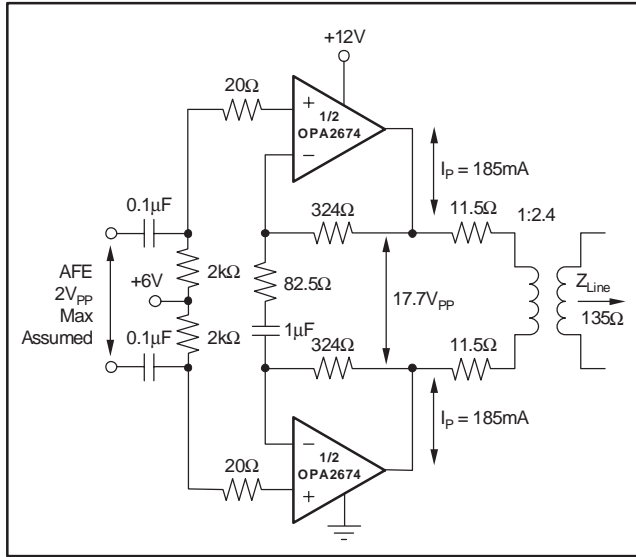 +12V
20Ω
+
1/2
OPA2674
−
I_P = 185mA
0.1µF
324Ω
11.5Ω
1:2.4
AFE
2V_PP
Max
Assumed
+6V
2kΩ
2kΩ
82.5Ω
1µF
17.7V_PP
Z_Line
135Ω
0.1µF
324Ω
11.5Ω
−
1/2
OPA2674
+
I_P = 185mA
20Ω